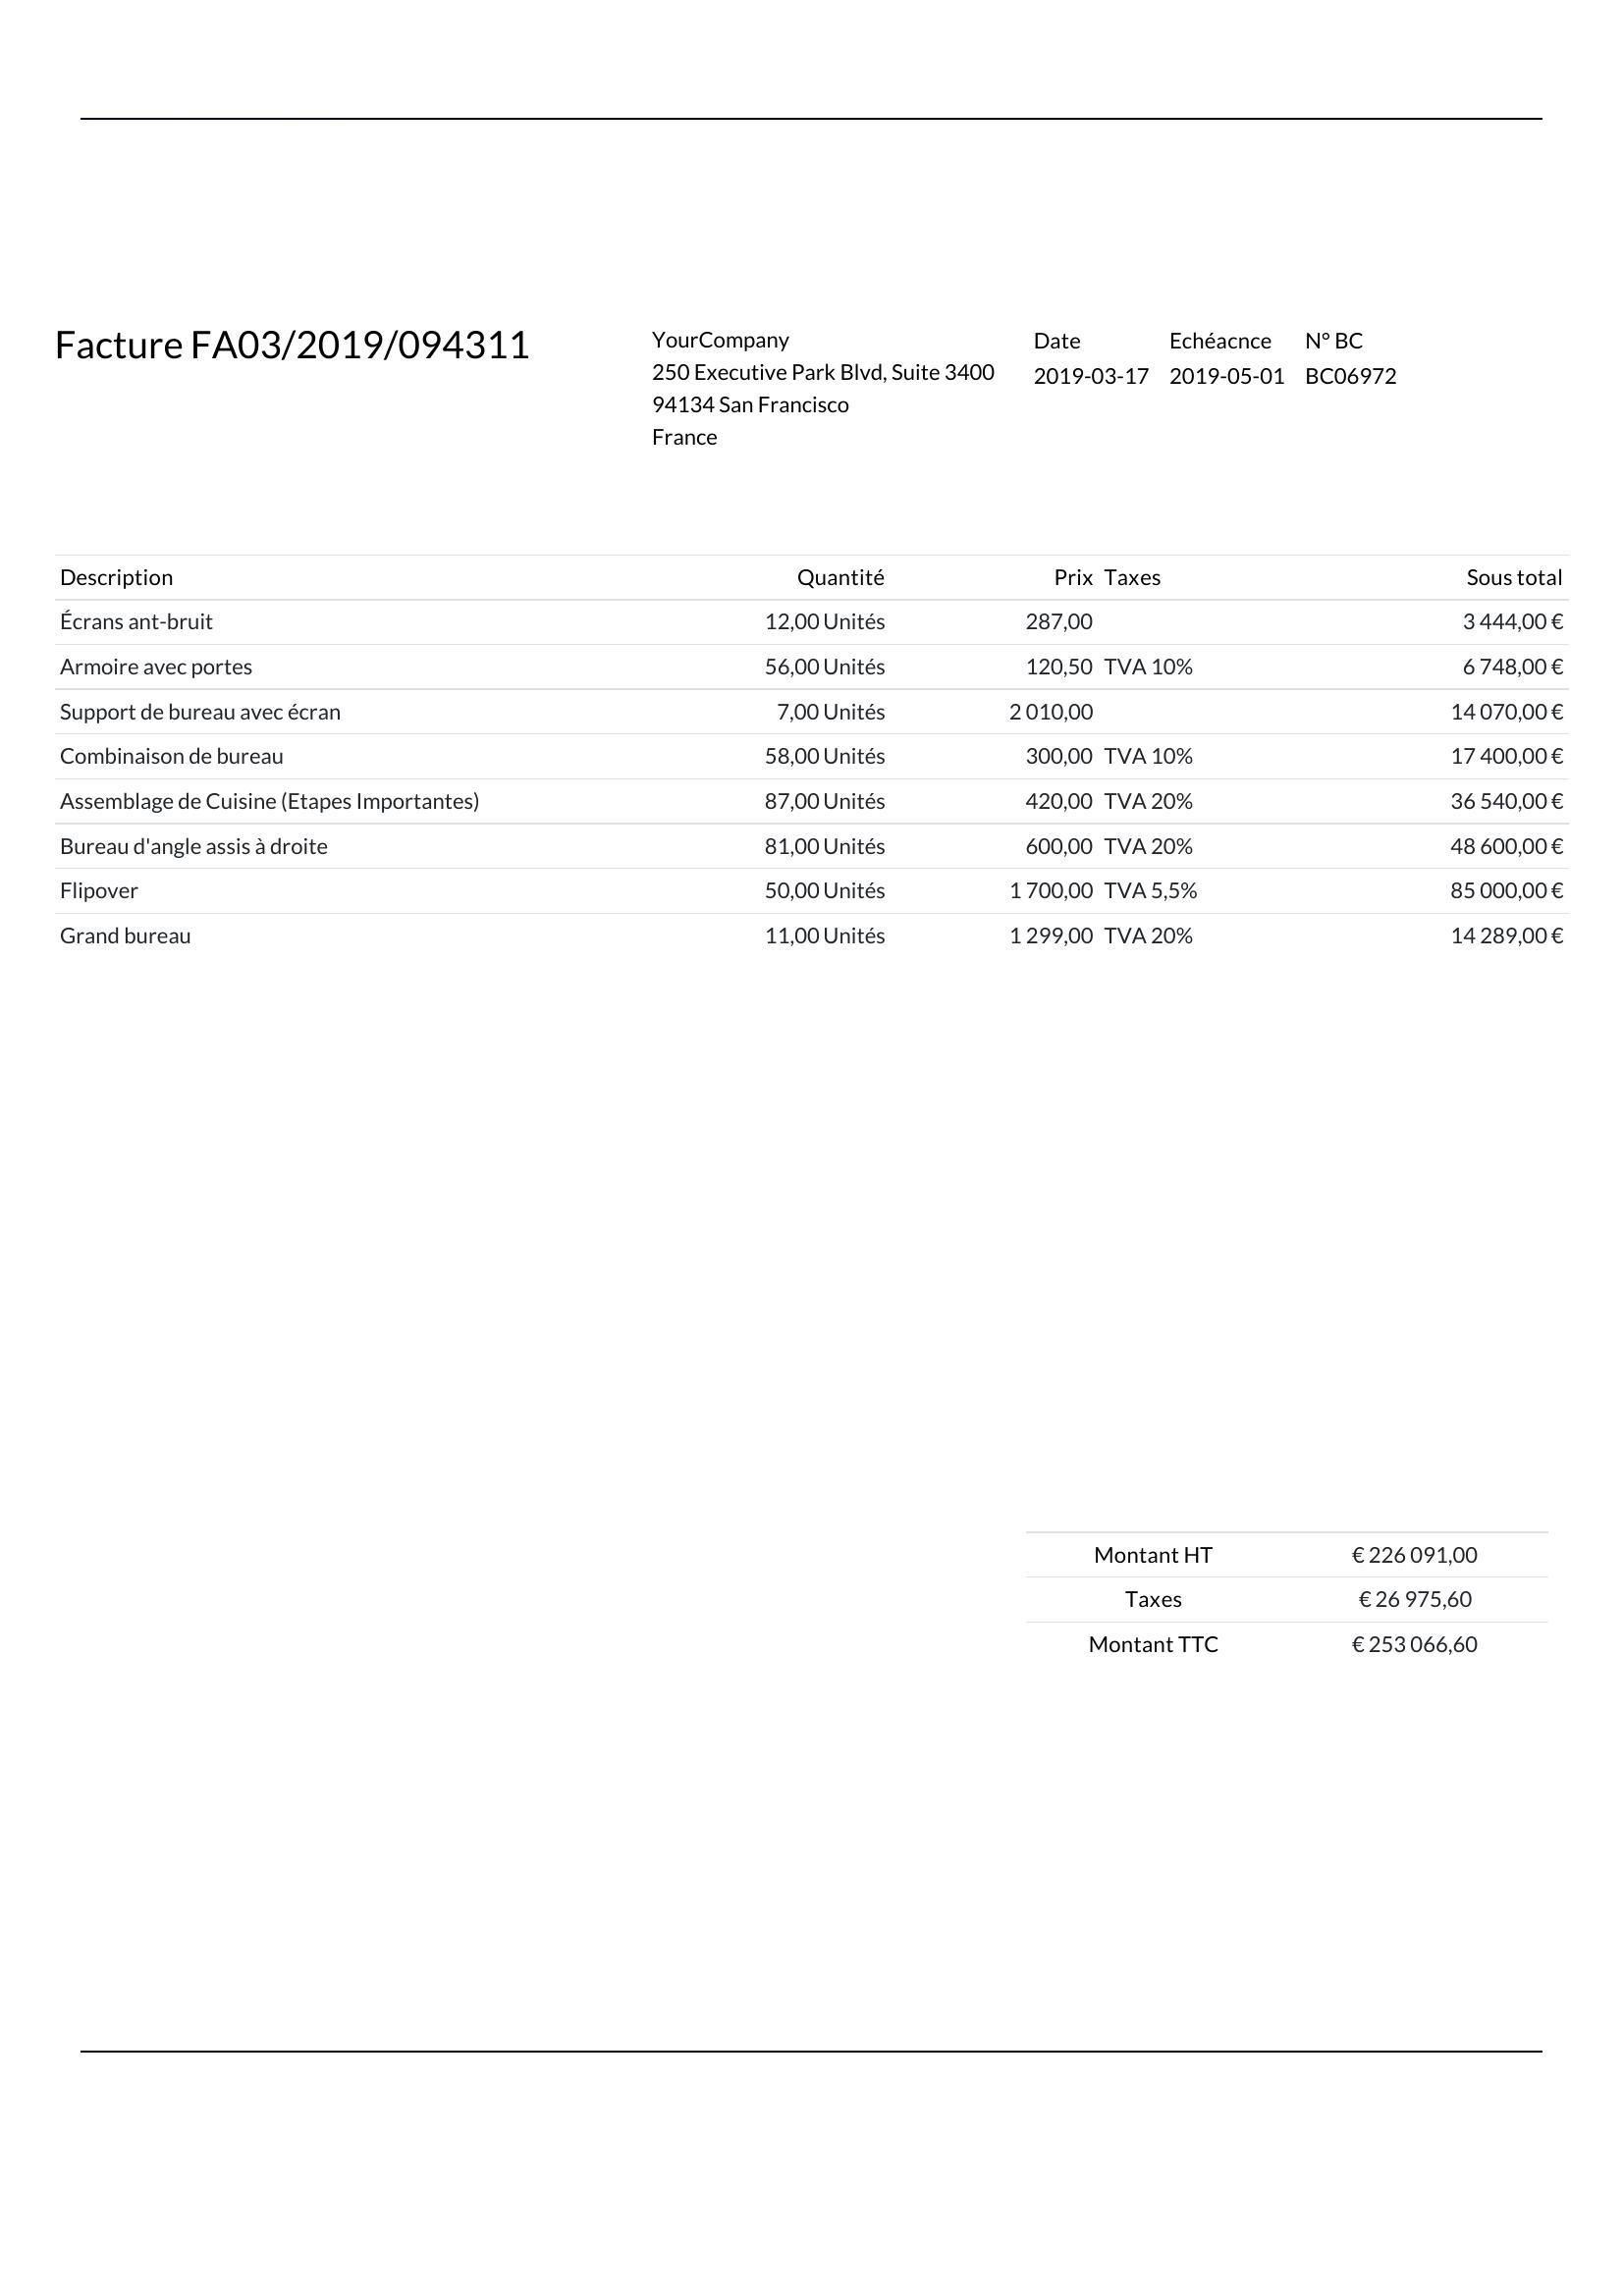 Facture FA03/2019/094311
YourCompany
250 Executive Park Blvd, Suite 3400
94134 San Francisco
France
Date Echéacnce N° BC
2019-03-17 2019-05-01 BC06972
Description Quantité Prix Taxes Sous total
Écrans ant-bruit 12,00 Unités 287,00 3 444,00 €
Armoire avec portes 56,00 Unités 120,50 TVA 10% 6 748,00 €
Support de bureau avec écran 7,00 Unités 2 010,00 14 070,00 €
Combinaison de bureau 58,00 Unités 300,00 TVA 10% 17 400,00 €
Assemblage de Cuisine (Etapes Importantes) 87,00 Unités 420,00 TVA 20% 36 540,00 €
Bureau d'angle assis à droite 81,00 Unités 600,00 TVA 20% 48 600,00 €
Flipover 50,00 Unités 1 700,00 TVA 5,5% 85 000,00 €
Grand bureau 11,00 Unités 1 299,00 TVA 20% 14 289,00 €
Montant HT € 226 091,00
Taxes € 26 975,60
Montant TTC € 253 066,60